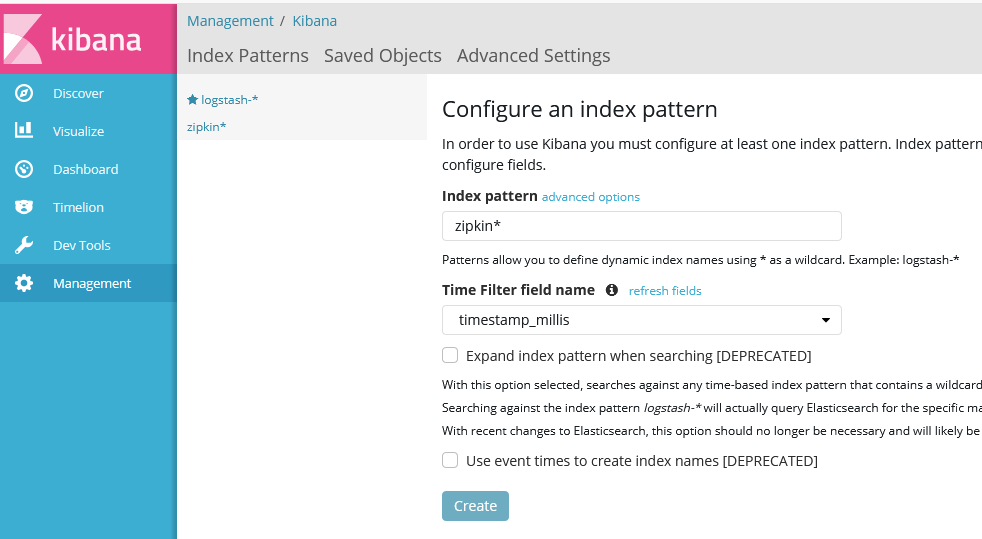 kibana
Discover
Visualize
Dashboard
Timelion
Dev Tools
Management
Management / Kibana
Index Patterns Saved Objects Advanced Settings
logstash-*
zipkin*
Configure an index pattern
In order to use Kibana you must configure at least one index pattern. Index pattern
configure fields.
Index pattern advanced options
zipkin*
Patterns allow you to define dynamic index names using * as a wildcard. Example: logstash-*
Time Filter field name refresh fields
timestamp_millis
Expand index pattern when searching [DEPRECATED]
With this option selected, searches against any time-based index pattern that contains a wildcard
Searching against the index pattern logstash-* will actually query Elasticsearch for the specific ma
With recent changes to Elasticsearch, this option should no longer be necessary and will likely be
Use event times to create index names [DEPRECATED]
Create